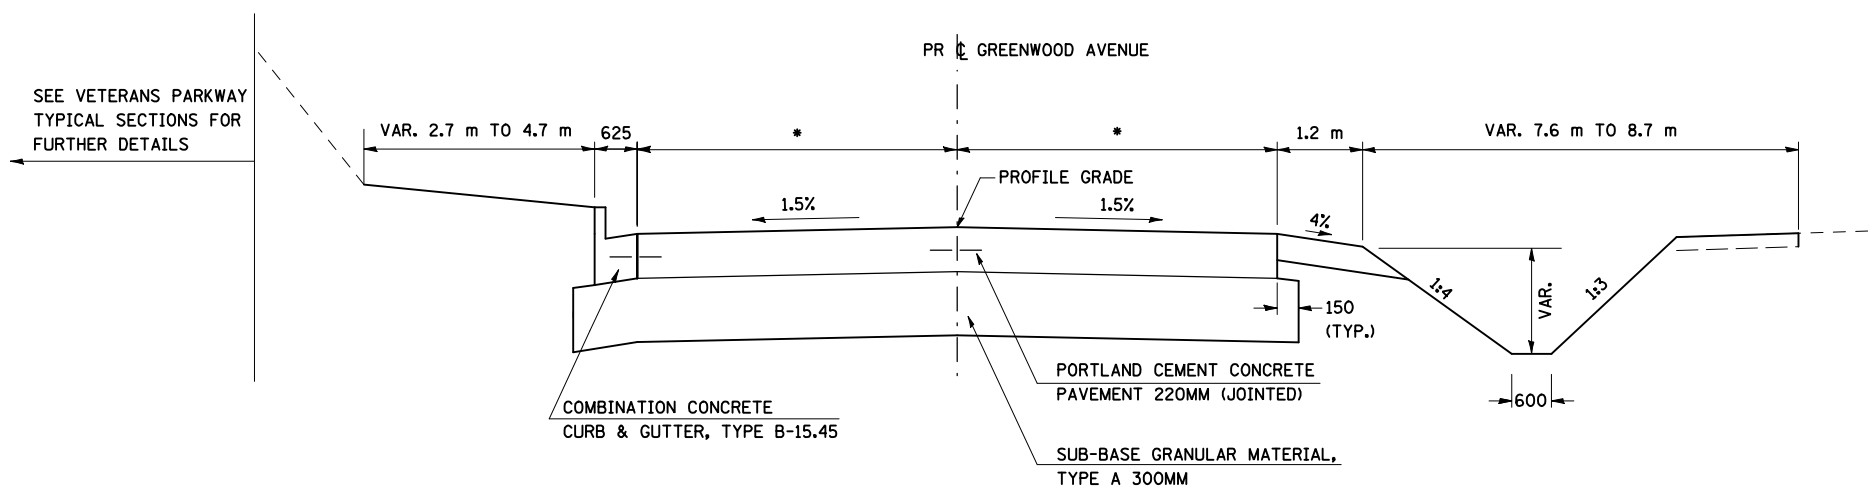 PR ℄ GREENWOOD AVENUE
SEE VETERANS PARKWAY
TYPICAL SECTIONS FOR
FURTHER DETAILS
VAR. 2.7 m TO 4.7 m
625
*
*
1.2 m
VAR. 7.6 m TO 8.7 m
PROFILE GRADE
1.5%
1.5%
4%
1:4
VAR.
1:3
150
(TYP.)
PORTLAND CEMENT CONCRETE
PAVEMENT 220MM (JOINTED)
600
COMBINATION CONCRETE
CURB & GUTTER, TYPE B-15.45
SUB-BASE GRANULAR MATERIAL,
TYPE A 300MM